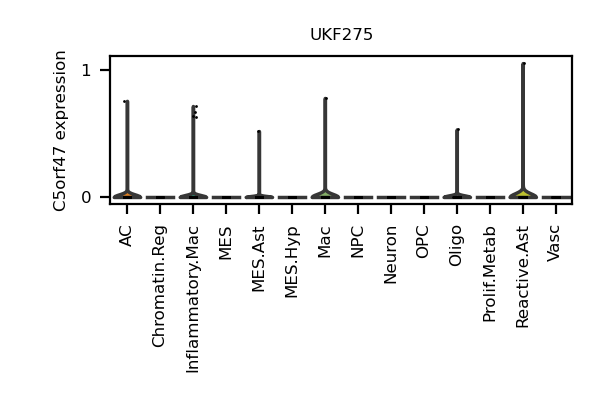 UKF275
C5orf47 expression
1
0
AC
Chromatin.Reg
Inflammatory.Mac
MES
MES.Ast
MES.Hyp
Mac
NPC
Neuron
OPC
Oligo
Prolif.Metab
Reactive.Ast
Vasc